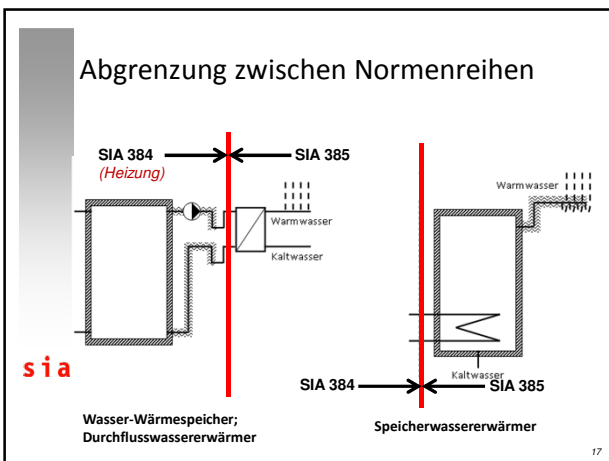 Abgrenzung zwischen Normenreihen
SIA 384
SIA 385
(Heizung)
Warmwasser
Kaltwasser
Warmwasser
Kaltwasser
SIA 384
SIA 385
sia
Wasser-Wärmespeicher;
Durchflusswassererwärmer
Speicherwassererwärmer
17